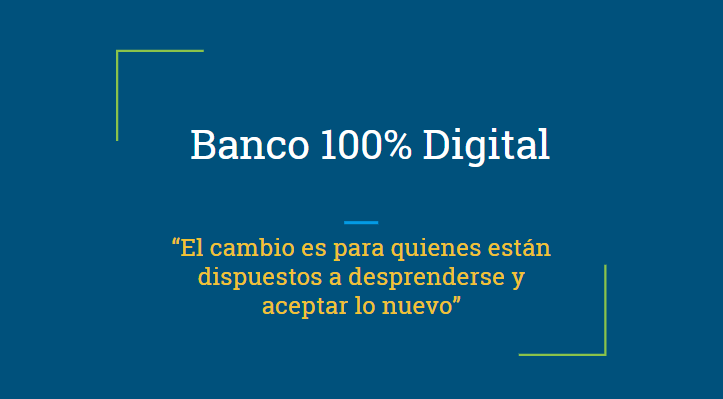 Banco 100% Digital
“El cambio es para quienes están
dispuestos a desprenderse y
aceptar lo nuevo”